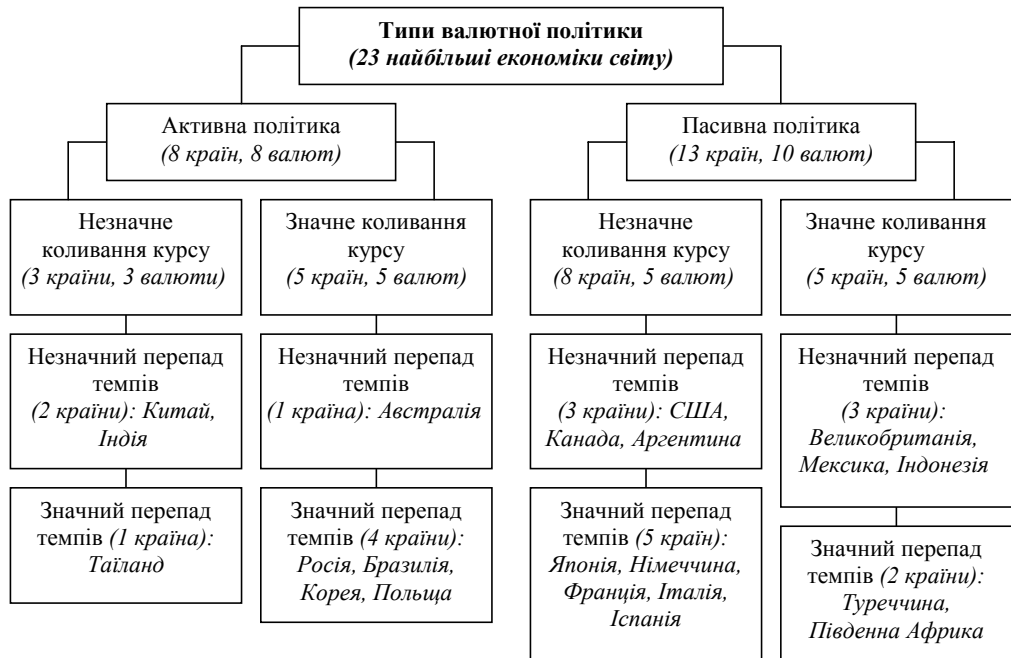 Типи валютної політики
(23 найбільші економіки світу)
Активна політика
(8 країн, 8 валют)
Пасивна політика
(13 країн, 10 валют)
Незначне
коливання курсу
(3 країни, 3 валюти)
Значне коливання
курсу
(5 країн, 5 валют)
Незначне
коливання курсу
(8 країн, 5 валют)
Значне коливання
курсу
(5 країн, 5 валют)
Незначний перепад
темпів
(2 країни): Китай,
Індія
Незначний перепад
темпів
(1 країна): Австралія
Незначний перепад
темпів
(3 країни): США,
Канада, Аргентина
Незначний перепад
темпів
(3 країни):
Великобританія,
Мексика, Індонезія
Значний перепад
темпів (1 країна):
Таїланд
Значний перепад
темпів (4 країни):
Росія, Бразилія,
Корея, Польща
Значний перепад
темпів (5 країн):
Японія, Німеччина,
Франція, Італія,
Іспанія
Значний перепад
темпів (2 країни):
Туреччина,
Південна Африка